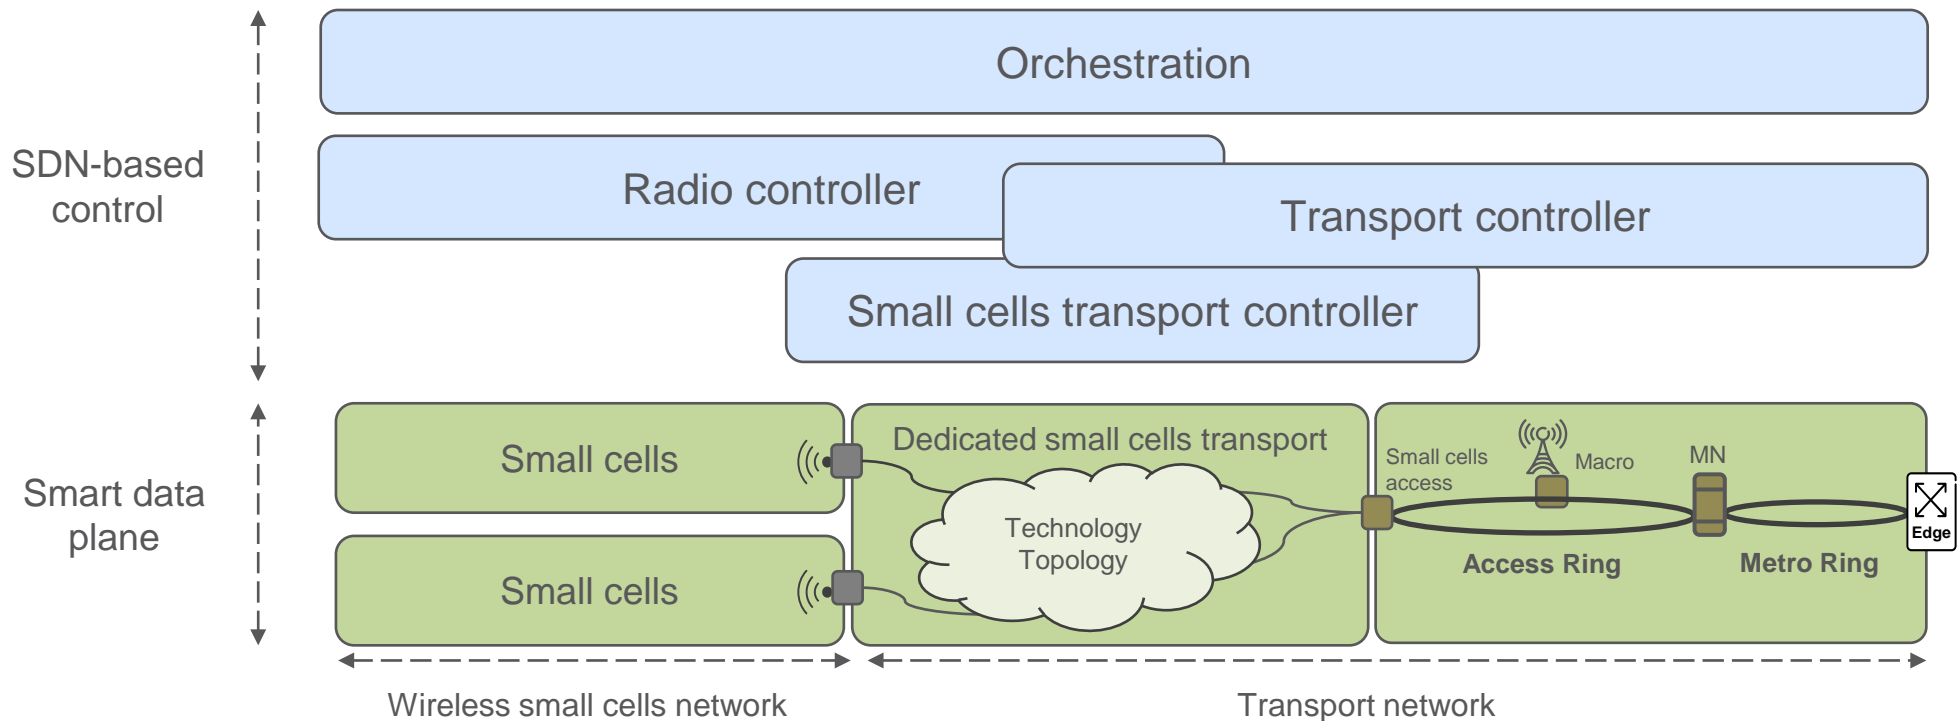 Orchestration
SDN-based
control
Radio controller
Transport controller
Small cells transport controller
Smart data
plane
Small cells
Small cells
Dedicated small cells transport
Technology
Topology
Small cells
access
Macro
MN
Edge
Access Ring
Metro Ring
Wireless small cells network
Transport network